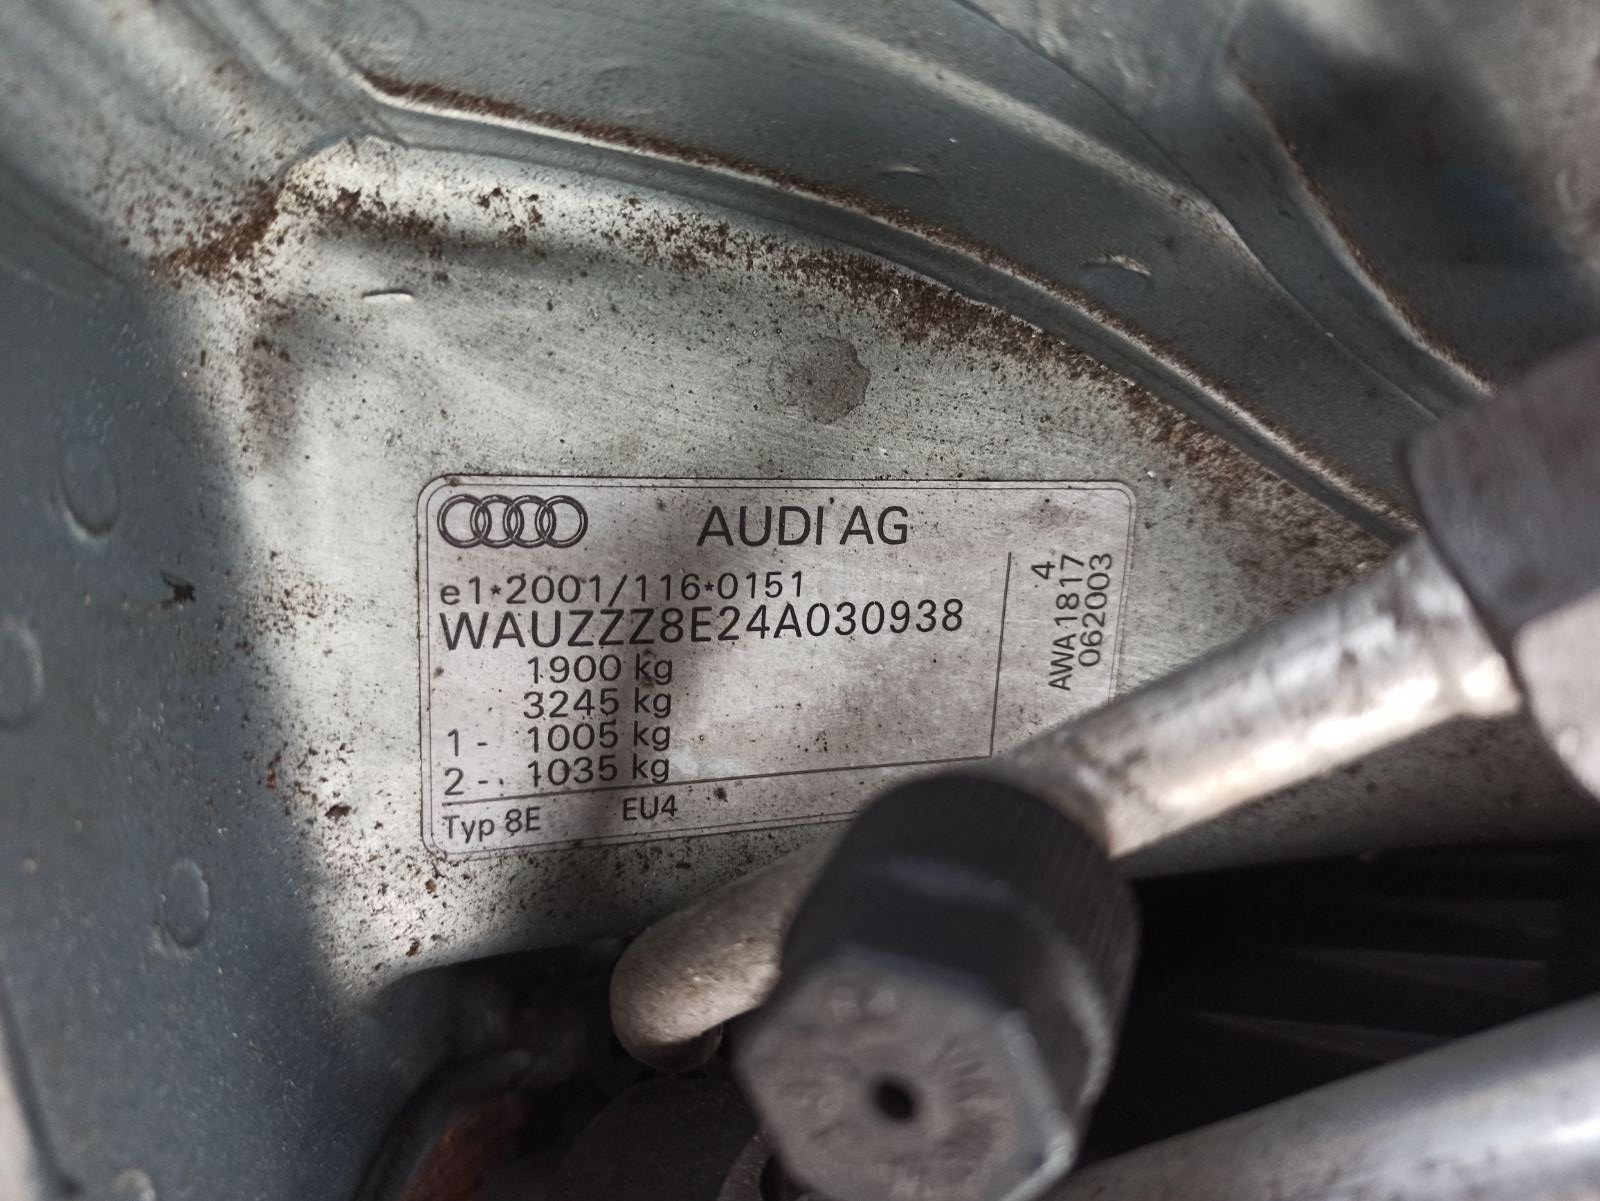 AUDI AG
e1*2001/116*0151
WAUZZZ8E24A030938
1900 kg
3245 kg
1 - 1005 kg
2 - 1035 kg
Typ 8E EU4
4
AWA1817
062003